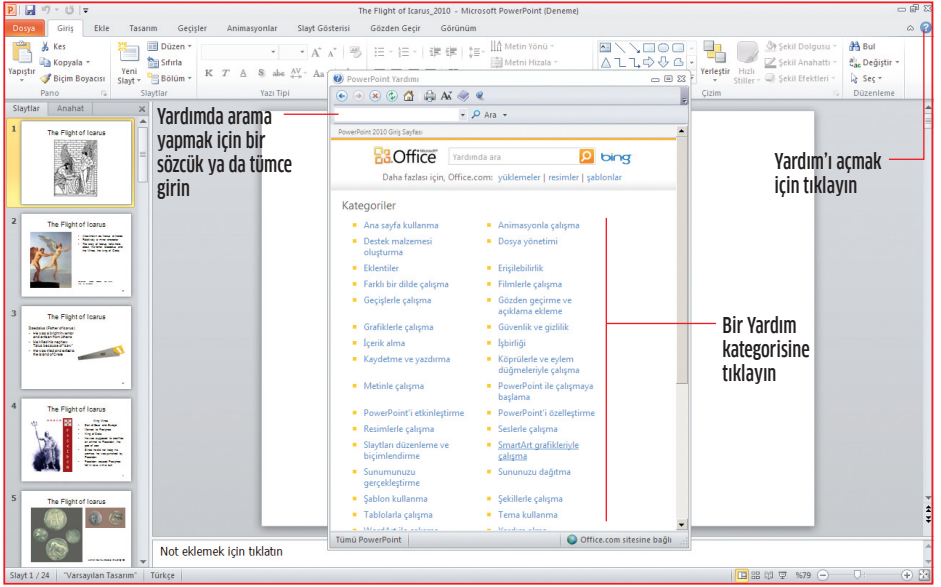 The Flight of Icarus_2010 - Microsoft PowerPoint (Deneme)
Dosya Giriş Ekle Tasarım Geçişler Animasyonlar Slayt Gösterisi Gözden Geçir Görünüm
Yapıştır
Kes
Kopyala
Biçim Boyacısı
Pano
Yeni Slayt
Düzen
Sıfırla
Bölüm
Slaytlar
Yazı Tipi
Metin Yönü
Metni Hizala
Yerleştir
Hızlı Stiller
Şekil Dolgusu
Şekil Anahattı
Şekil Efektleri
Çizim
Bul
Değiştir
Seç
Düzenleme
Slaytlar Anahat
1
The Flight of Icarus
2
The Flight of Icarus
3
The Flight of Icarus
4
The Flight of Icarus
5
The Flight of Icarus
Yardımda arama
yapmak için bir
sözcük ya da tümce
girin
PowerPoint Yardımı
Ara
PowerPoint 2010 Giriş Sayfası
Office
Yardımda ara
bing
Daha fazlası için, Office.com: yüklemeler | resimler | şablonlar
Kategoriler
Ana sayfa kullanma
Animasyonla çalışma
Destek malzemesi
oluşturma
Dosya yönetimi
Eklentiler
Erişilebilirlik
Farklı bir dilde çalışma
Filmlerle çalışma
Geçişlerle çalışma
Gözden geçirme ve
açıklama ekleme
Grafiklerle çalışma
Güvenlik ve gizlilik
İçerik alma
İşbirliği
Kaydetme ve yazdırma
Köprülerle ve eylem
düğmeleriyle çalışma
Metinle çalışma
PowerPoint ile çalışmaya
başlama
PowerPoint'i etkinleştirme
PowerPoint'i özelleştirme
Resimlerle çalışma
Seslerle çalışma
Slaytları düzenleme ve
biçimlendirme
SmartArt grafikleriyle
çalışma
Sunumunuzu
gerçekleştirme
Sununuzu dağıtma
Şablon kullanma
Şekillerle çalışma
Tablolarla çalışma
Tema kullanma
Tümü PowerPoint
Office.com sitesine bağlı
Yardım'ı açmak
için tıklayın
Bir Yardım
kategorisine
tıklayın
Not eklemek için tıklatın
Slayt 1 / 24 "Varsayılan Tasarım" Türkçe
%79